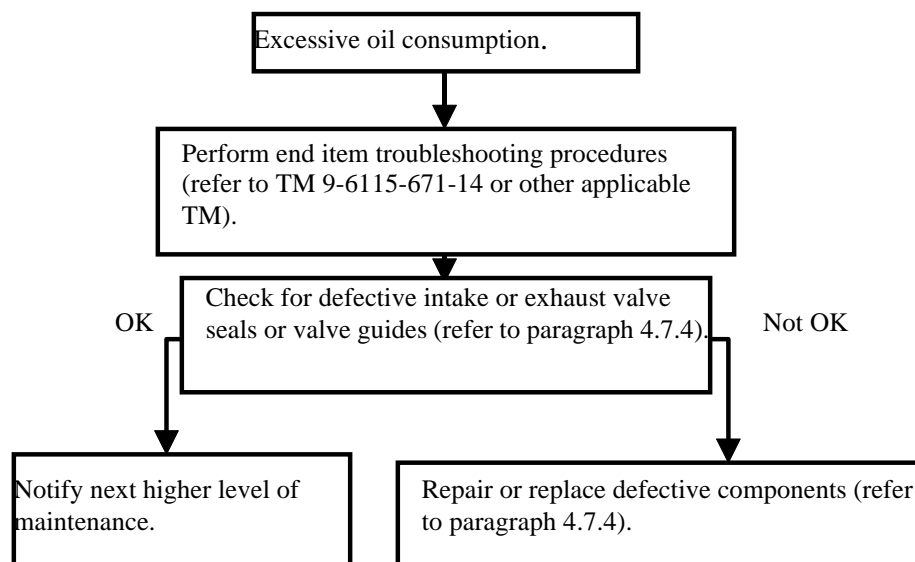 Excessive oil consumption.
Perform end item troubleshooting procedures
(refer to TM 9-6115-671-14 or other applicable
TM).
Check for defective intake or exhaust valve
seals or valve guides (refer to paragraph 4.7.4).
OK
Not OK
Notify next higher level of
maintenance.
Repair or replace defective components (refer
to paragraph 4.7.4).